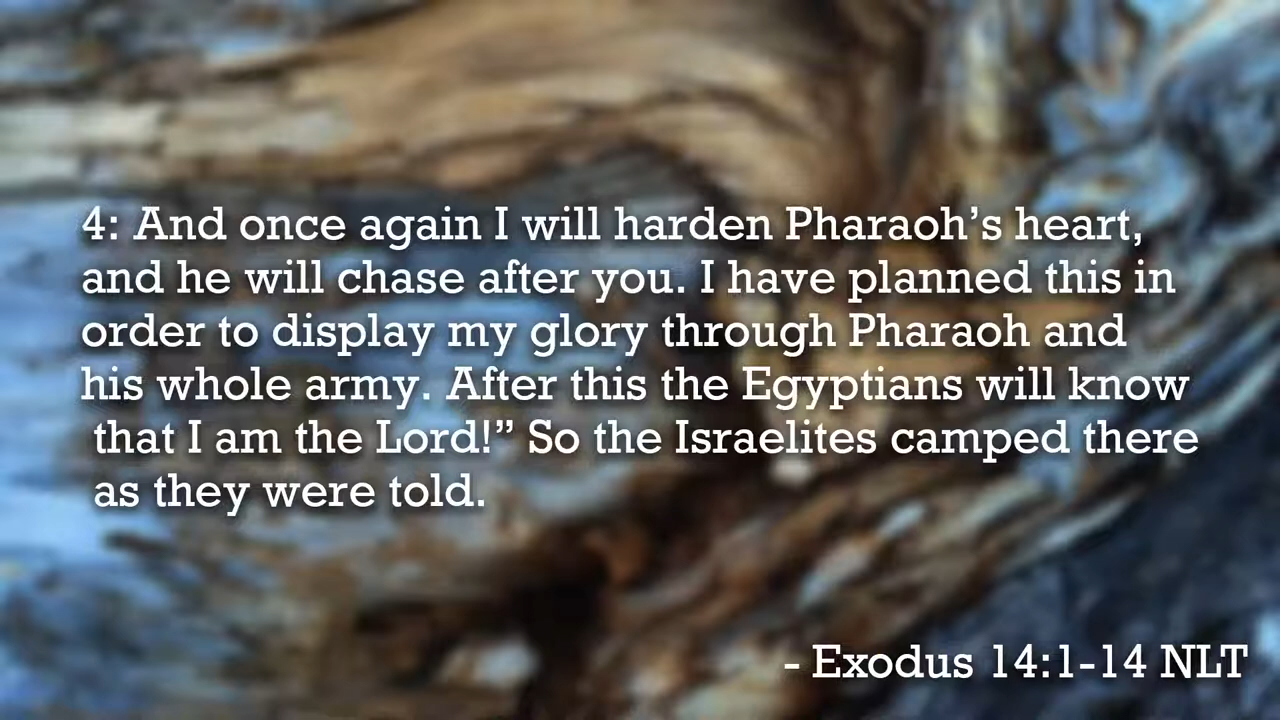 4: And once again I will harden Pharaoh’s heart,
and he will chase after you. I have planned this in
order to display my glory through Pharaoh and
his whole army. After this the Egyptians will know
that I am the Lord!” So the Israelites camped there
as they were told.
- Exodus 14:1-14 NLT